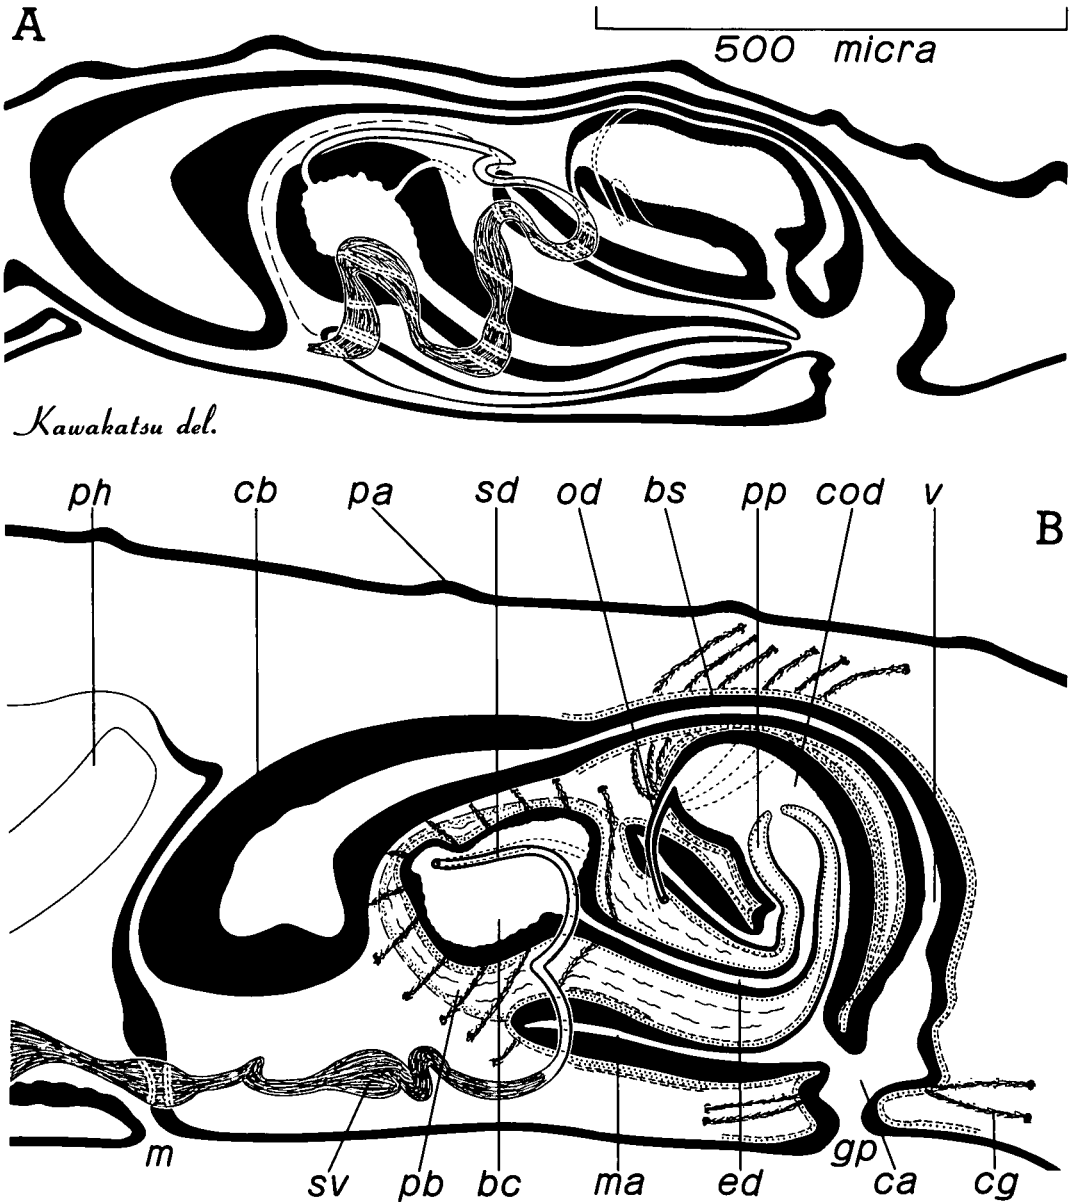 A
500 micra
Kawakatsu del.
ph cb pa sd od bs pp cod v
B
m
gp
sv pb bc ma ed ca cg